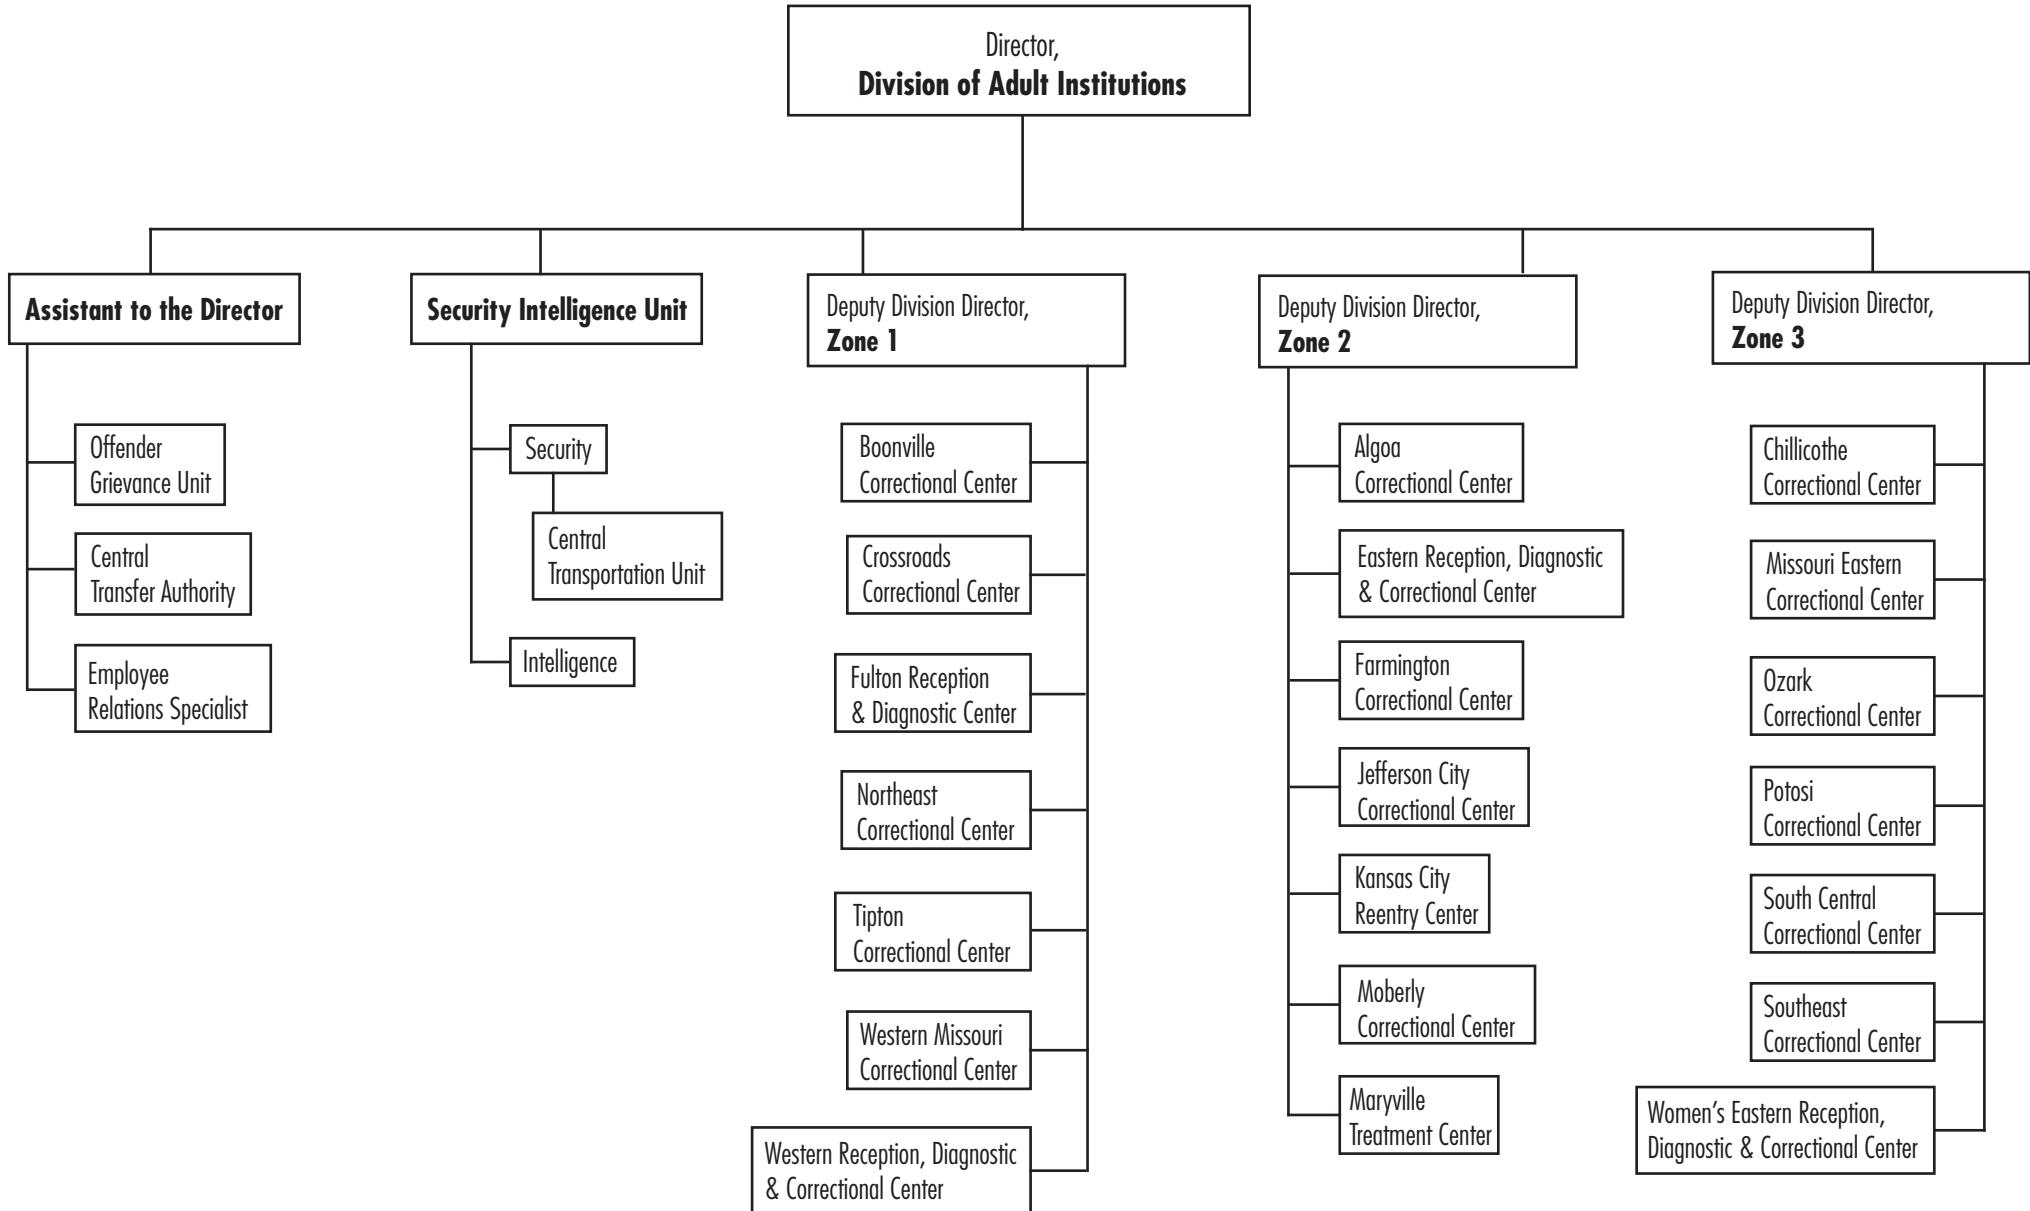 Director,
Division of Adult Institutions
Assistant to the Director
Offender
Grievance Unit
Central
Transfer Authority
Employee
Relations Specialist
Security Intelligence Unit
Security
Central
Transportation Unit
Intelligence
Deputy Division Director,
Zone 1
Boonville
Correctional Center
Crossroads
Correctional Center
Fulton Reception
& Diagnostic Center
Northeast
Correctional Center
Tipton
Correctional Center
Western Missouri
Correctional Center
Western Reception, Diagnostic
& Correctional Center
Deputy Division Director,
Zone 2
Algoa
Correctional Center
Eastern Reception, Diagnostic
& Correctional Center
Farmington
Correctional Center
Jefferson City
Correctional Center
Kansas City
Reentry Center
Moberly
Correctional Center
Maryville
Treatment Center
Deputy Division Director,
Zone 3
Chillicothe
Correctional Center
Missouri Eastern
Correctional Center
Ozark
Correctional Center
Potosi
Correctional Center
South Central
Correctional Center
Southeast
Correctional Center
Women’s Eastern Reception,
Diagnostic & Correctional Center